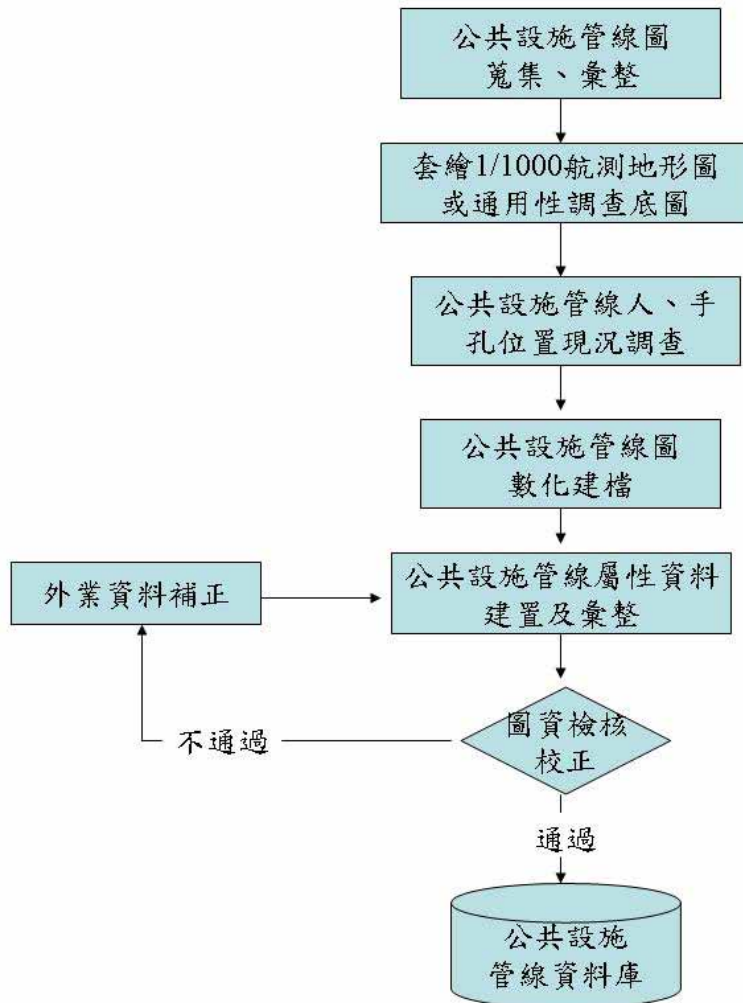 公共設施管線圖
蒐集、彙整
套繪1/1000航測地形圖
或通用性調查底圖
公共設施管線人、手
孔位置現況調查
公共設施管線圖
數化建檔
外業資料補正
公共設施管線屬性資料
建置及彙整
圖資檢核
校正
不通過
通過
公共設施
管線資料庫